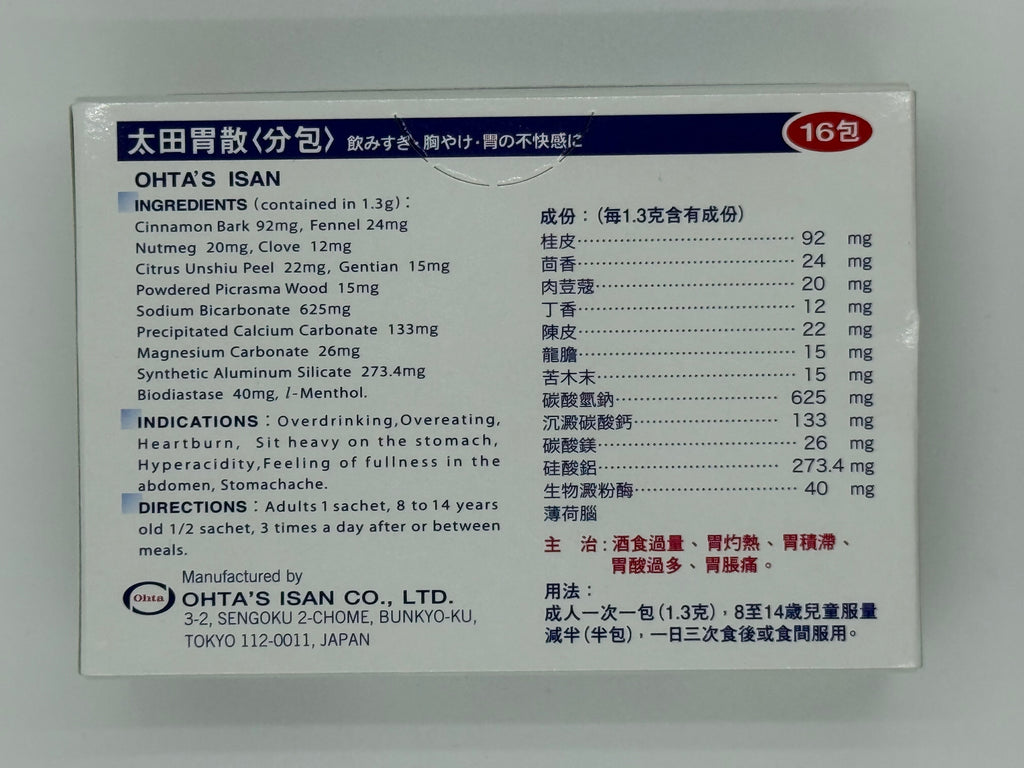 太田胃散〈分包〉 飲みすぎ・胸やけ・胃の不快感に
16包
OHTA'S ISAN
INGREDIENTS (contained in 1.3g):
Cinnamon Bark 92mg, Fennel 24mg
Nutmeg 20mg, Clove 12mg
Citrus Unshiu Peel 22mg, Gentian 15mg
Powdered Picrasma Wood 15mg
Sodium Bicarbonate 625mg
Precipitated Calcium Carbonate 133mg
Magnesium Carbonate 26mg
Synthetic Aluminum Silicate 273.4mg
Biodiastase 40mg, l-Menthol.
INDICATIONS : Overdrinking,Overeating,
Heartburn, Sit heavy on the stomach,
Hyperacidity,Feeling of fullness in the
abdomen, Stomachache.
DIRECTIONS : Adults 1 sachet, 8 to 14 years
old 1/2 sachet, 3 times a day after or between
meals.
Ohta
Manufactured by
OHTA'S ISAN CO., LTD.
3-2, SENGOKU 2-CHOME, BUNKYO-KU,
TOKYO 112-0011, JAPAN
成份：(每1.3克含有成份)
桂皮 92 mg
茴香 24 mg
肉荳蔻 20 mg
丁香 12 mg
陳皮 22 mg
龍膽 15 mg
苦木末 15 mg
碳酸氫鈉 625 mg
沉澱碳酸鈣 133 mg
碳酸鎂 26 mg
硅酸鋁 273.4 mg
生物澱粉酶 40 mg
薄荷腦
主 治：酒食過量、胃灼熱、胃積滯、
胃酸過多、胃脹痛。
用法：
成人一次一包(1.3克)，8至14歲兒童服量
減半(半包)，一日三次食後或食間服用。